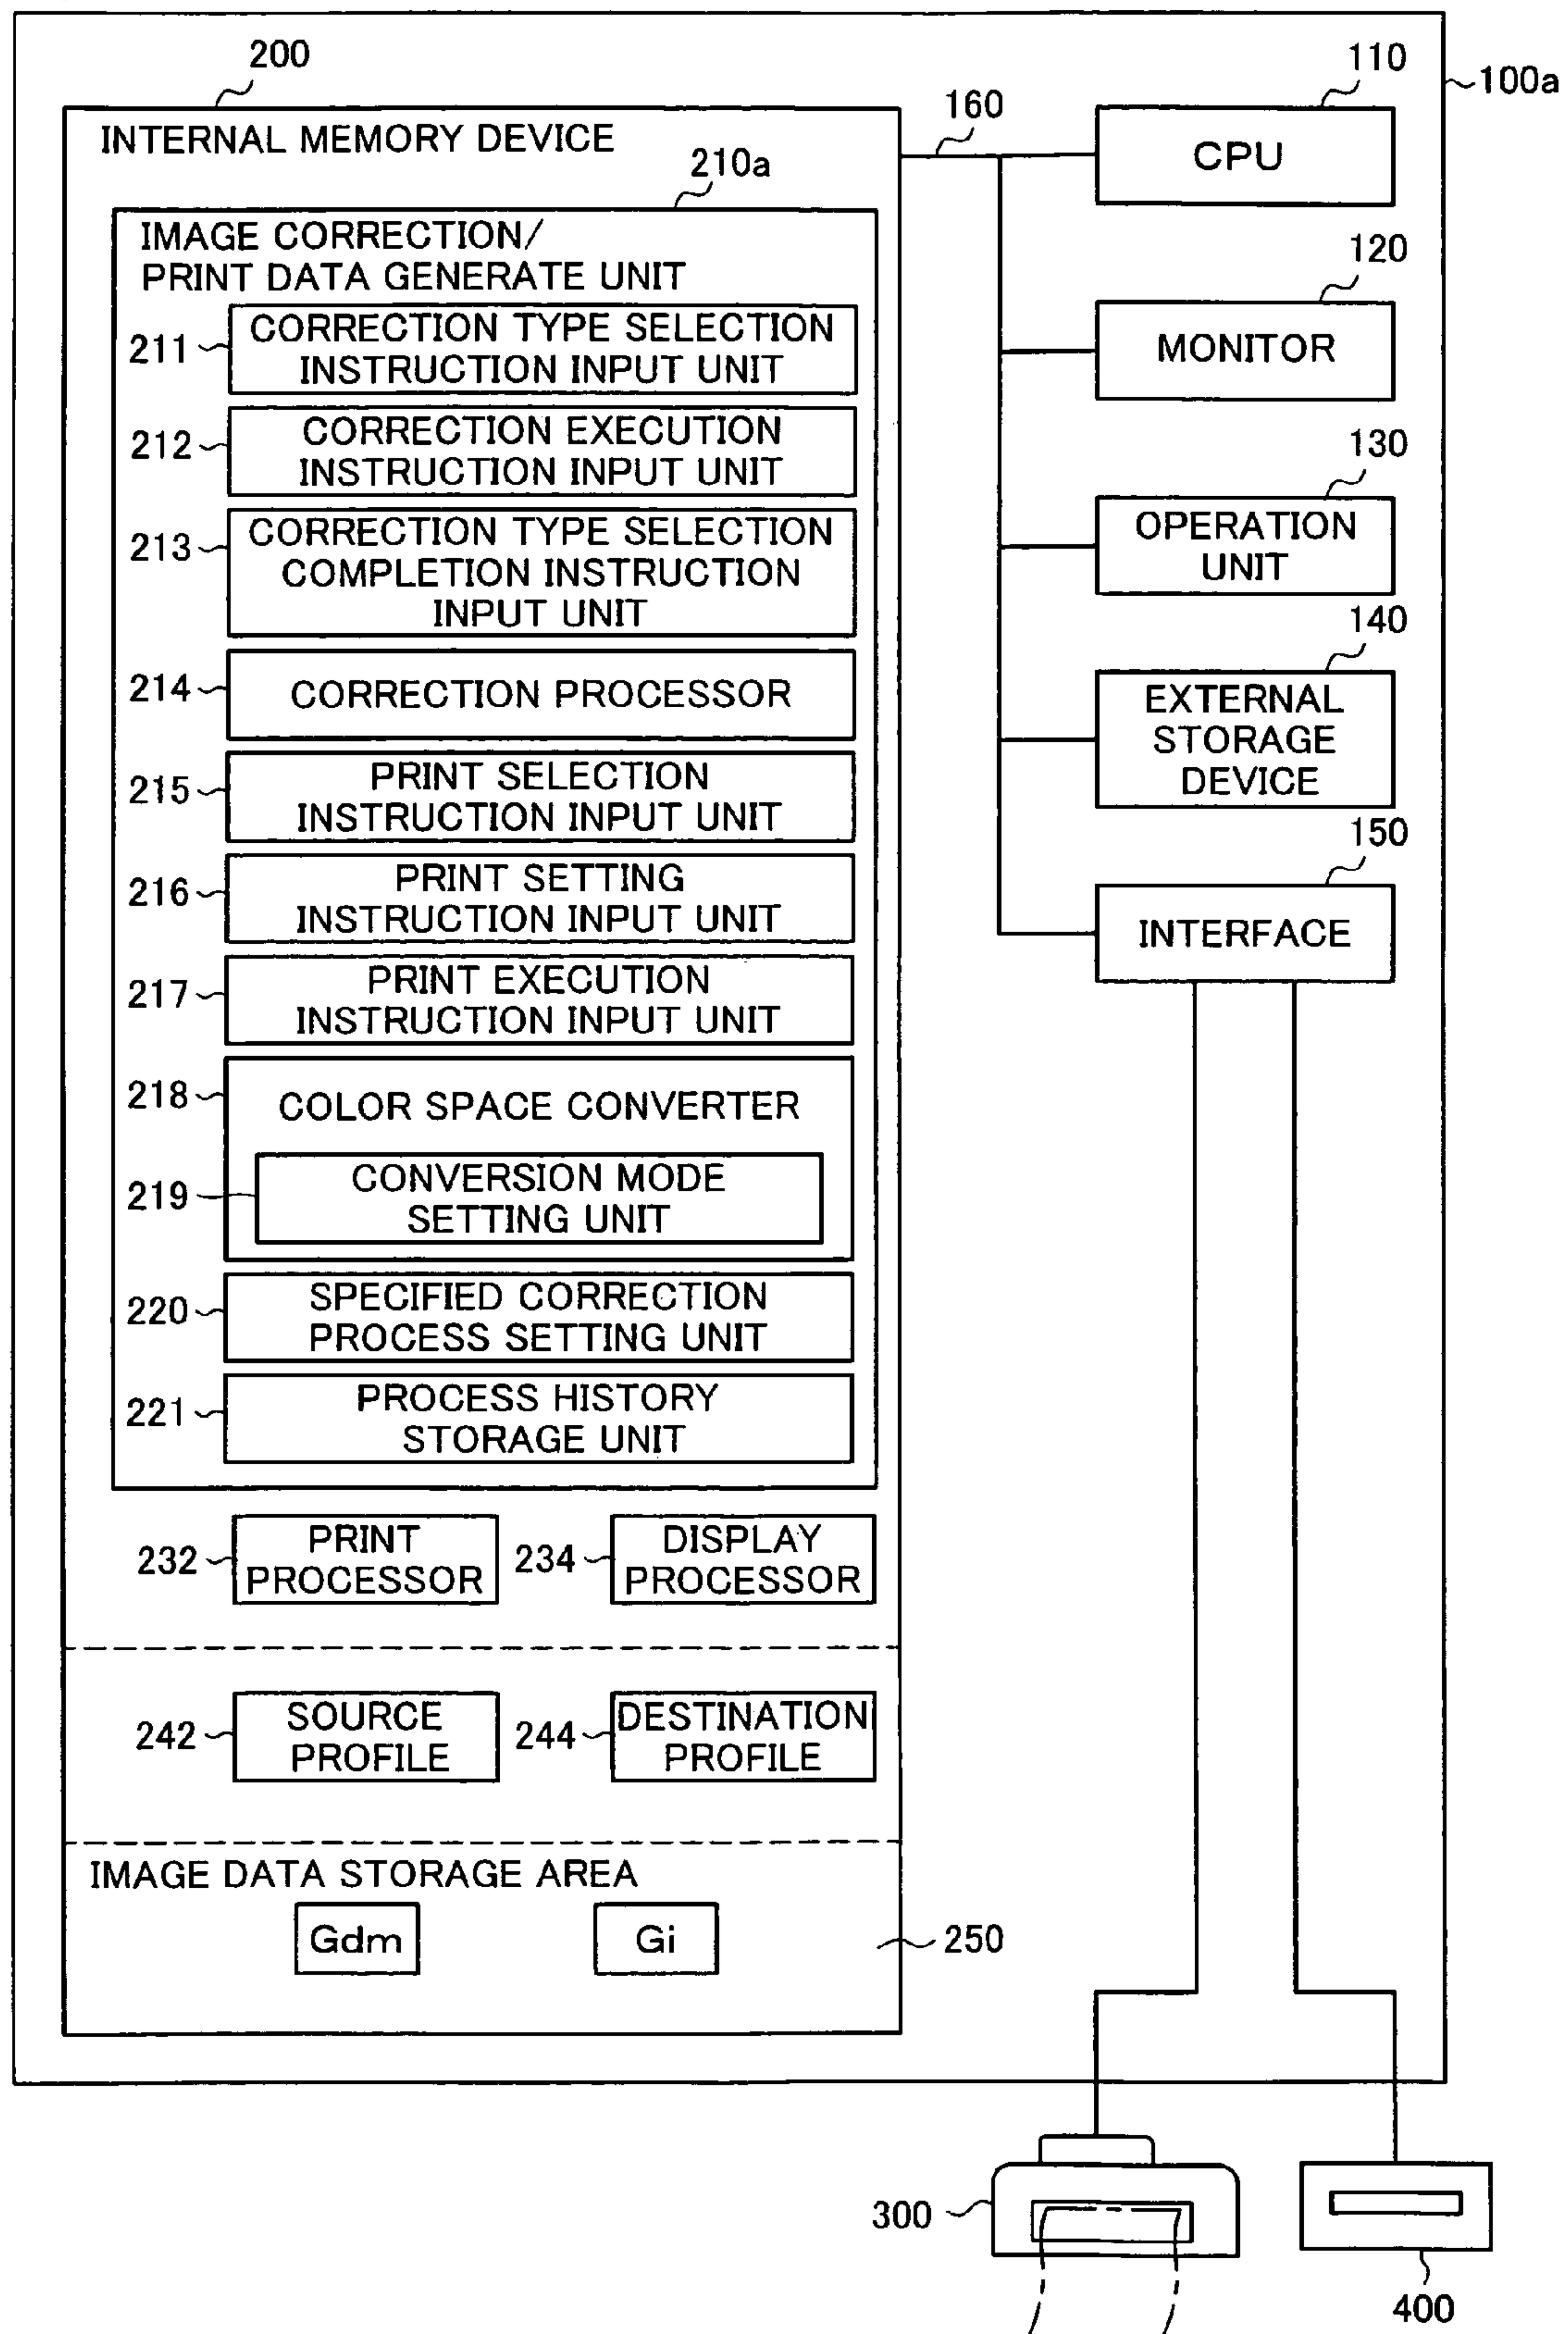 200
INTERNAL MEMORY DEVICE
210a
IMAGE CORRECTION/
PRINT DATA GENERATE UNIT
211
CORRECTION TYPE SELECTION
INSTRUCTION INPUT UNIT
212
CORRECTION EXECUTION
INSTRUCTION INPUT UNIT
213
CORRECTION TYPE SELECTION
COMPLETION INSTRUCTION
INPUT UNIT
214
CORRECTION PROCESSOR
215
PRINT SELECTION
INSTRUCTION INPUT UNIT
216
PRINT SETTING
INSTRUCTION INPUT UNIT
217
PRINT EXECUTION
INSTRUCTION INPUT UNIT
218
COLOR SPACE CONVERTER
219
CONVERSION MODE
SETTING UNIT
220
SPECIFIED CORRECTION
PROCESS SETTING UNIT
221
PROCESS HISTORY
STORAGE UNIT
232
PRINT
PROCESSOR
234
DISPLAY
PROCESSOR
242
SOURCE
PROFILE
244
DESTINATION
PROFILE
IMAGE DATA STORAGE AREA
Gdm
Gi
250
160
110
100a
CPU
120
MONITOR
130
OPERATION
UNIT
140
EXTERNAL
STORAGE
DEVICE
150
INTERFACE
300
400